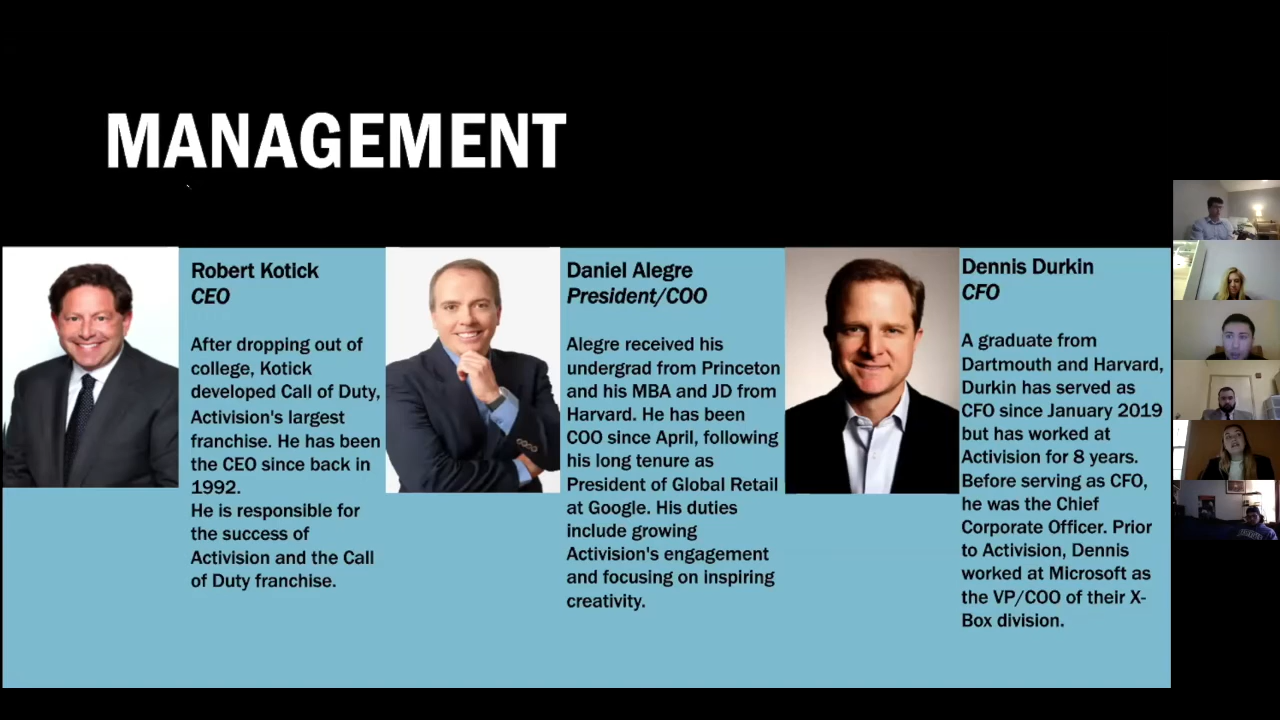 MANAGEMENT
Robert Kotick
CEO
After dropping out of
college, Kotick
developed Call of Duty,
Activision's largest
franchise. He has been
the CEO since back in
1992.
He is responsible for
the success of
Activision and the Call
of Duty franchise.
Daniel Alegre
President/COO
Alegre received his
undergrad from Princeton
and his MBA and JD from
Harvard. He has been
COO since April, following
his long tenure as
President of Global Retail
at Google. His duties
include growing
Activision's engagement
and focusing on inspiring
creativity.
Dennis Durkin
CFO
A graduate from
Dartmouth and Harvard,
Durkin has served as
CFO since January 2019
but has worked at
Activision for 8 years.
Before serving as CFO,
he was the Chief
Corporate Officer. Prior
to Activision, Dennis
worked at Microsoft as
the VP/COO of their X-
Box division.